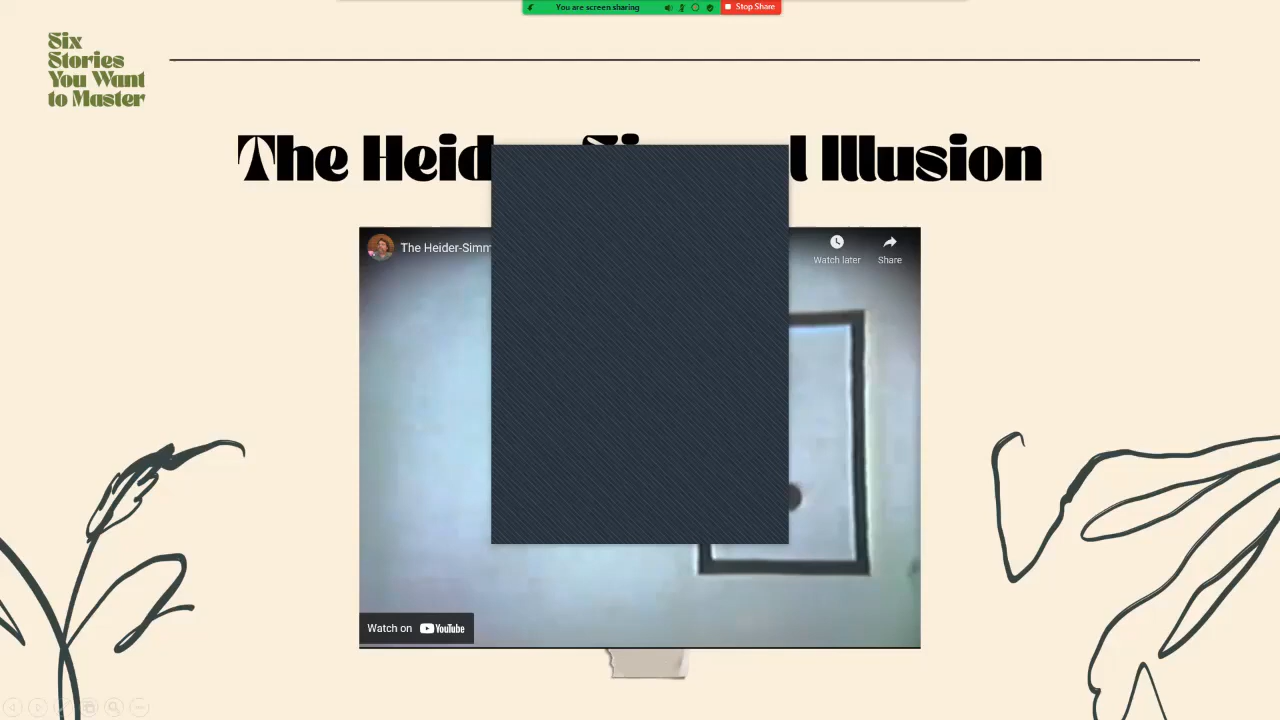 You are screen sharing
Stop Share
Six
Stories
You Want
to Master
The Heid Illusion
The Heider-Simm
Watch later
Share
Watch on YouTube